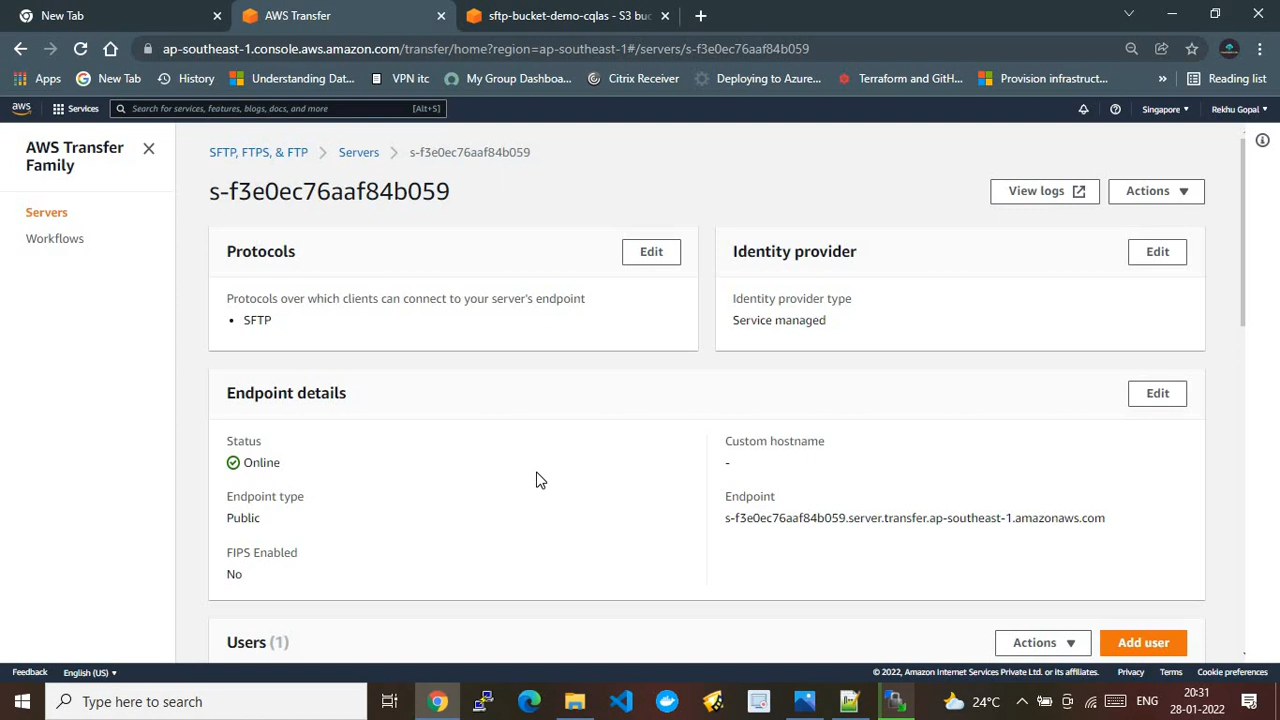 New Tab
AWS Transfer
sftp-bucket-demo-cqlas - S3 buc
ap-southeast-1.console.aws.amazon.com/transfer/home?region=ap-southeast-1#/servers/s-f3e0ec76aaf84b059
Apps
New Tab
History
Understanding Dat...
VPN itc
My Group Dashboa...
Citrix Receiver
Deploying to Azure...
Terraform and GitH...
Provision infrastruct...
»
Reading list
aws
Services
Search for services, features, blogs, docs, and more
[Alt+S]
Singapore
Rekhu Gopal
AWS Transfer
Family
Servers
Workflows
SFTP, FTPS, & FTP
Servers
s-f3e0ec76aaf84b059
s-f3e0ec76aaf84b059
View logs
Actions
Protocols
Edit
Protocols over which clients can connect to your server's endpoint
• SFTP
Identity provider
Edit
Identity provider type
Service managed
Endpoint details
Edit
Status
Online
Endpoint type
Public
FIPS Enabled
No
Custom hostname
-
Endpoint
s-f3e0ec76aaf84b059.server.transfer.ap-southeast-1.amazonaws.com
Users (1)
Actions
Add user
Feedback
English (US)
© 2022, Amazon Internet Services Private Ltd. or its affiliates.
Privacy
Terms
Cookie preferences
Type here to search
24°C
ENG
20:31
28-01-2022